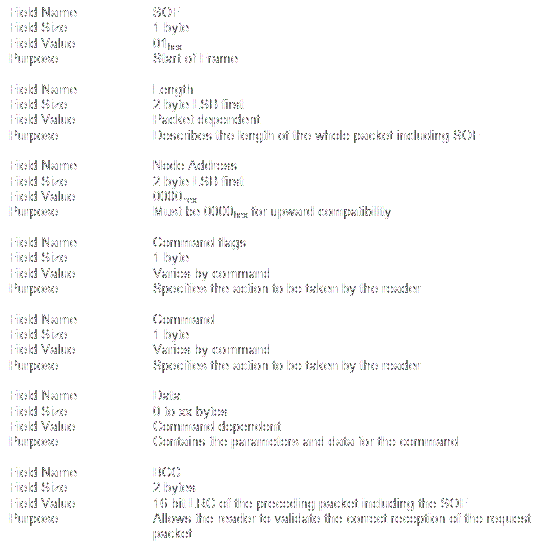 Field Name SOF
Field Size 1 byte
Field Value 01hex
Purpose Start of Frame
Field Name Length
Field Size 2 byte LSB first
Field Value Packet dependent
Purpose Describes the length of the whole packet including SOF
Field Name Node Address
Field Size 2 byte LSB first
Field Value 0000hex
Purpose Must be 0000hex for upward compatibility
Field Name Command flags
Field Size 1 byte
Field Value Varies by command
Purpose Specifies the action to be taken by the reader
Field Name Command
Field Size 1 byte
Field Value Varies by command
Purpose Specifies the action to be taken by the reader
Field Name Data
Field Size 0 to xx bytes
Field Value Command dependent
Purpose Contains the parameters and data for the command
Field Name BCC
Field Size 2 bytes
Field Value 16 bit LRC of the preceding packet including the SOF
Purpose Allows the reader to validate the correct reception of the request
packet